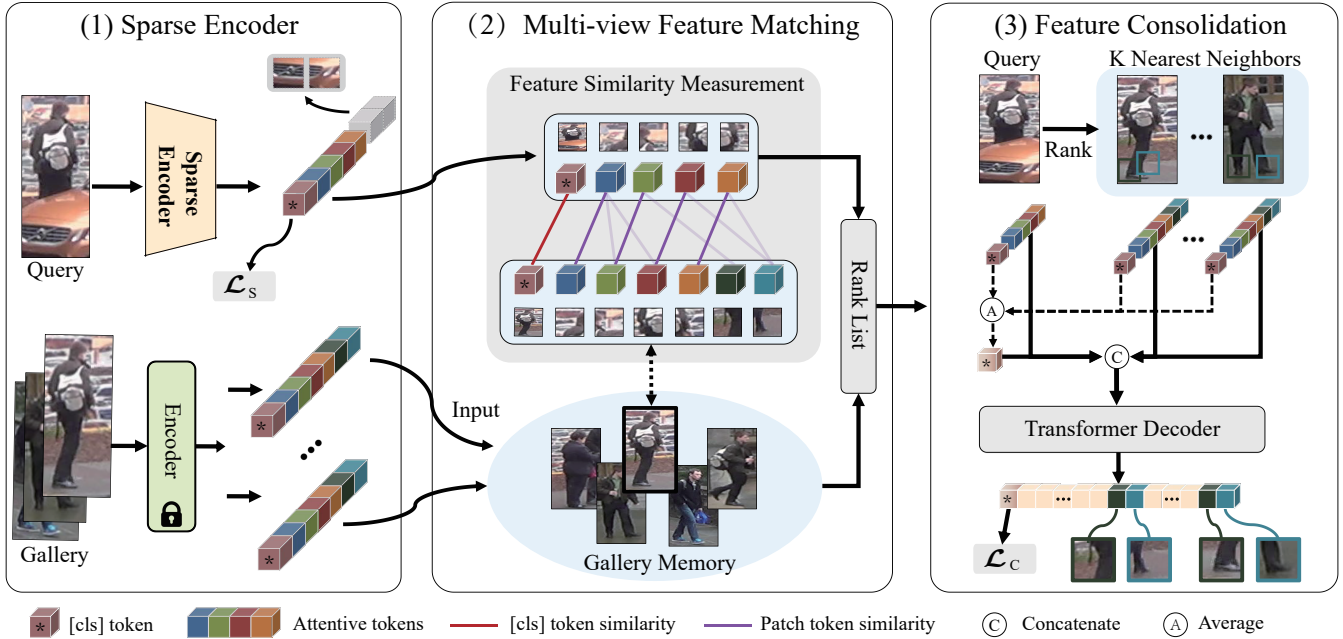 (1) Sparse Encoder
Sparse
Encoder
Query
*
ℒS
Gallery
Encoder
*
*
Input
(2) Multi-view Feature Matching
Feature Similarity Measurement
*
*
Gallery Memory
Rank List
(3) Feature Consolidation
Query
K Nearest Neighbors
Rank
...
*
*
...
*
A
*
C
Transformer Decoder
* ... ...
ℒC
* [cls] token
Attentive tokens
[cls] token similarity
Patch token similarity
C Concatenate
A Average